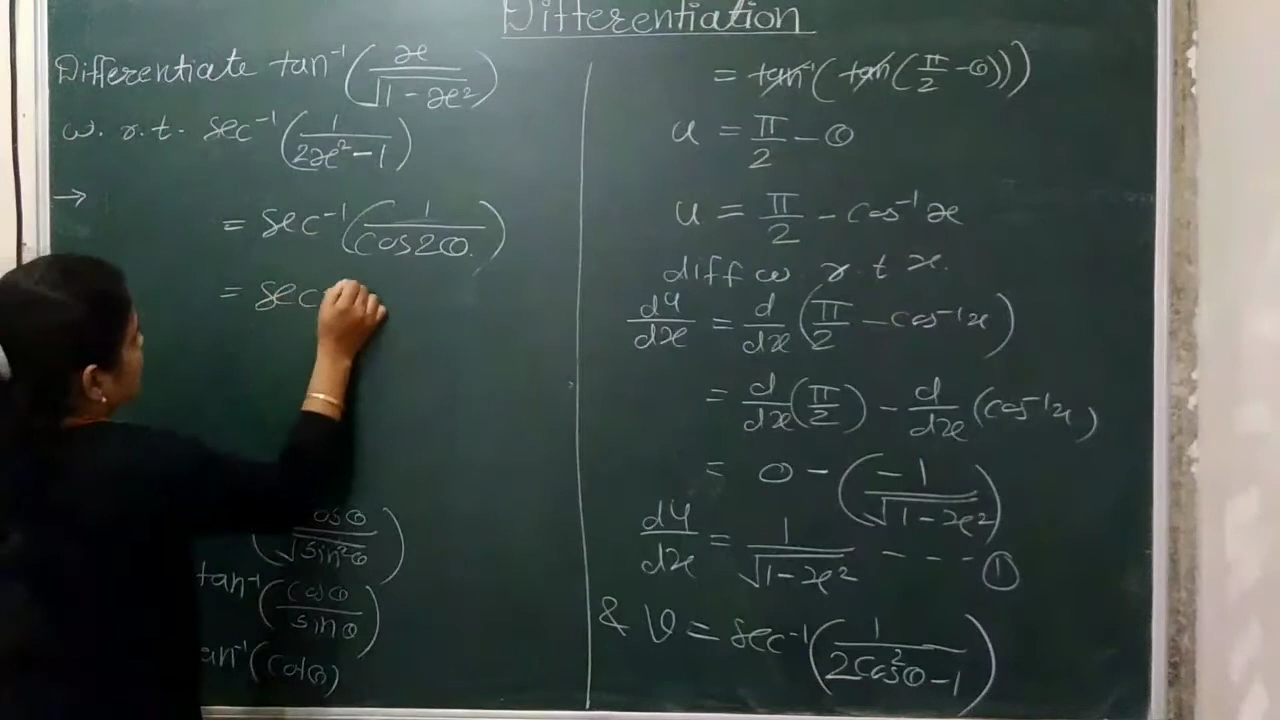 Differentiation
Differentiate tan⁻¹(x/√1-x²)
w. r. t. sec⁻¹(1/2x²-1)
→
= sec⁻¹(1/cos2θ)
= sec
cosθ/√sin²θ)
tan⁻¹(cosθ/sinθ)
tan⁻¹(cotθ)
= tan⁻¹(tan(π/2-θ)))
u = π/2-θ
u = π/2 - cos⁻¹x
diff w. r. t x.
du/dx = d/dx(π/2 - cos⁻¹x)
= d/dx(π/2) - d/dx(cos⁻¹x)
= 0 - (-1/√1-x²)
du/dx = 1/√1-x² - - - - ①
& V = sec⁻¹(1/2cos²θ-1)